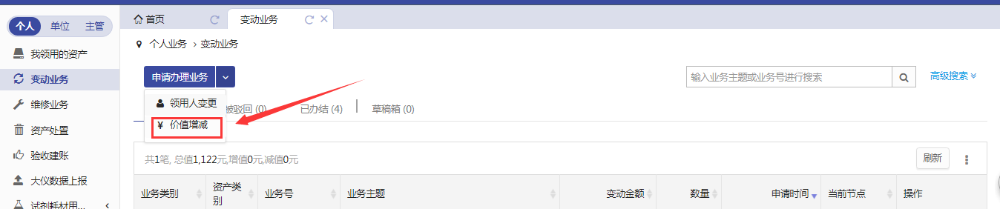 个人 单位 主管
首页
变动业务
我领用的资产
变动业务
维修业务
资产处置
验收建账
大仪数据上报
试剂耗材用...
个人业务 > 变动业务
申请办理业务
输入业务主题或业务号进行搜索
高级搜索
领用人变更
¥ 价值增减
被驳回 (0)
已办结 (4)
草稿箱 (0)
共1笔, 总值1,122元,增值0元,减值0元
刷新
业务类别
资产类
别
业务号
业务主题
变动金额
数量
申请时间
当前节点
操作